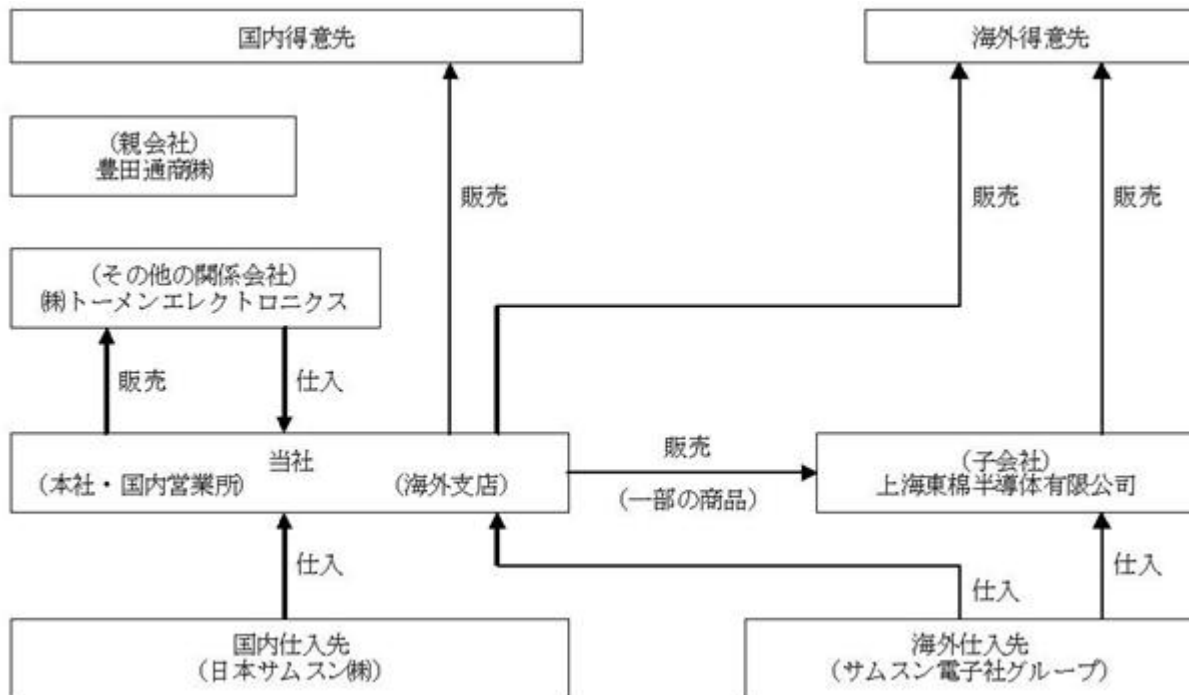 国内得意先
海外得意先
(親会社)
豊田通商㈱
販売
販売
販売
(その他の関係会社)
㈱トーメンエレクトロニクス
販売
仕入
当社
(本社・国内営業所)
(海外支店)
販売
(一部の商品)
(子会社)
上海東棉半導体有限公司
仕入
仕入
仕入
国内仕入先
(日本サムスン㈱)
海外仕入先
(サムスン電子社グループ)